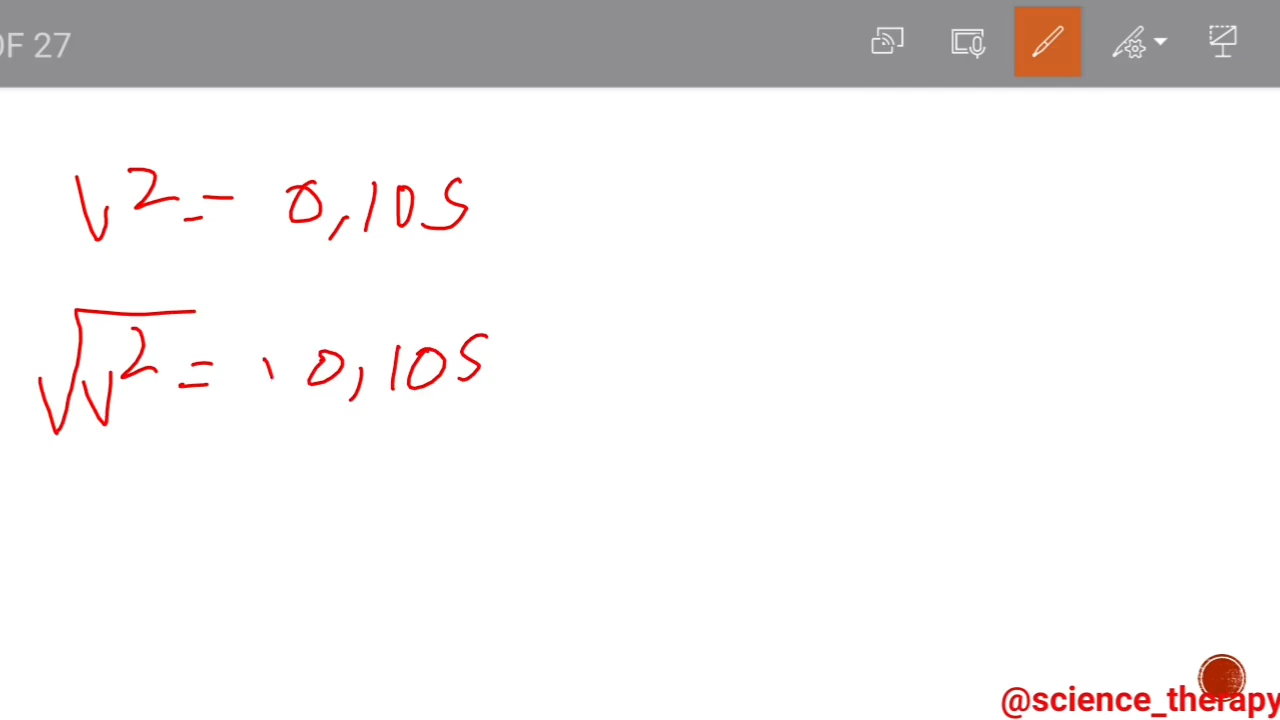 OF 27
V² = 0,105
√V² = 0,105
@science_therapy